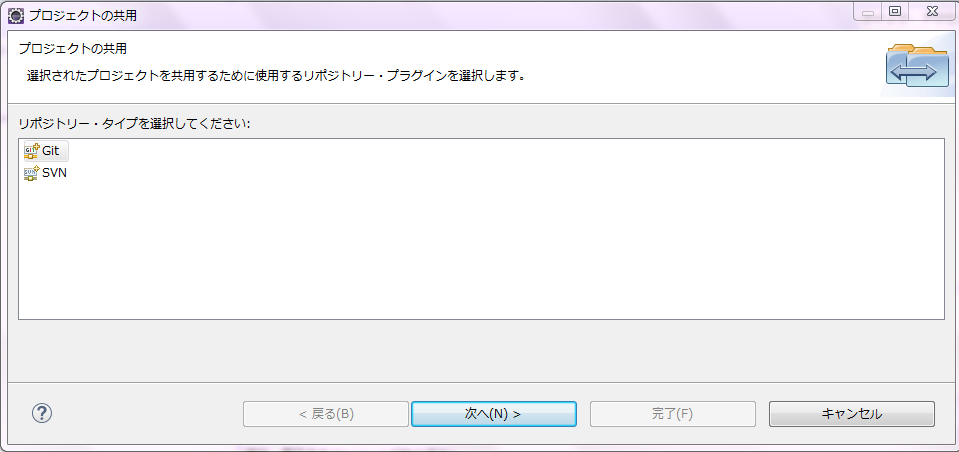 プロジェクトの共用
プロジェクトの共用
選択されたプロジェクトを共用するために使用するリポジトリー・プラグインを選択します。
リポジトリー・タイプを選択してください:
Git
SVN
< 戻る(B) 次へ(N) > 完了(F) キャンセル